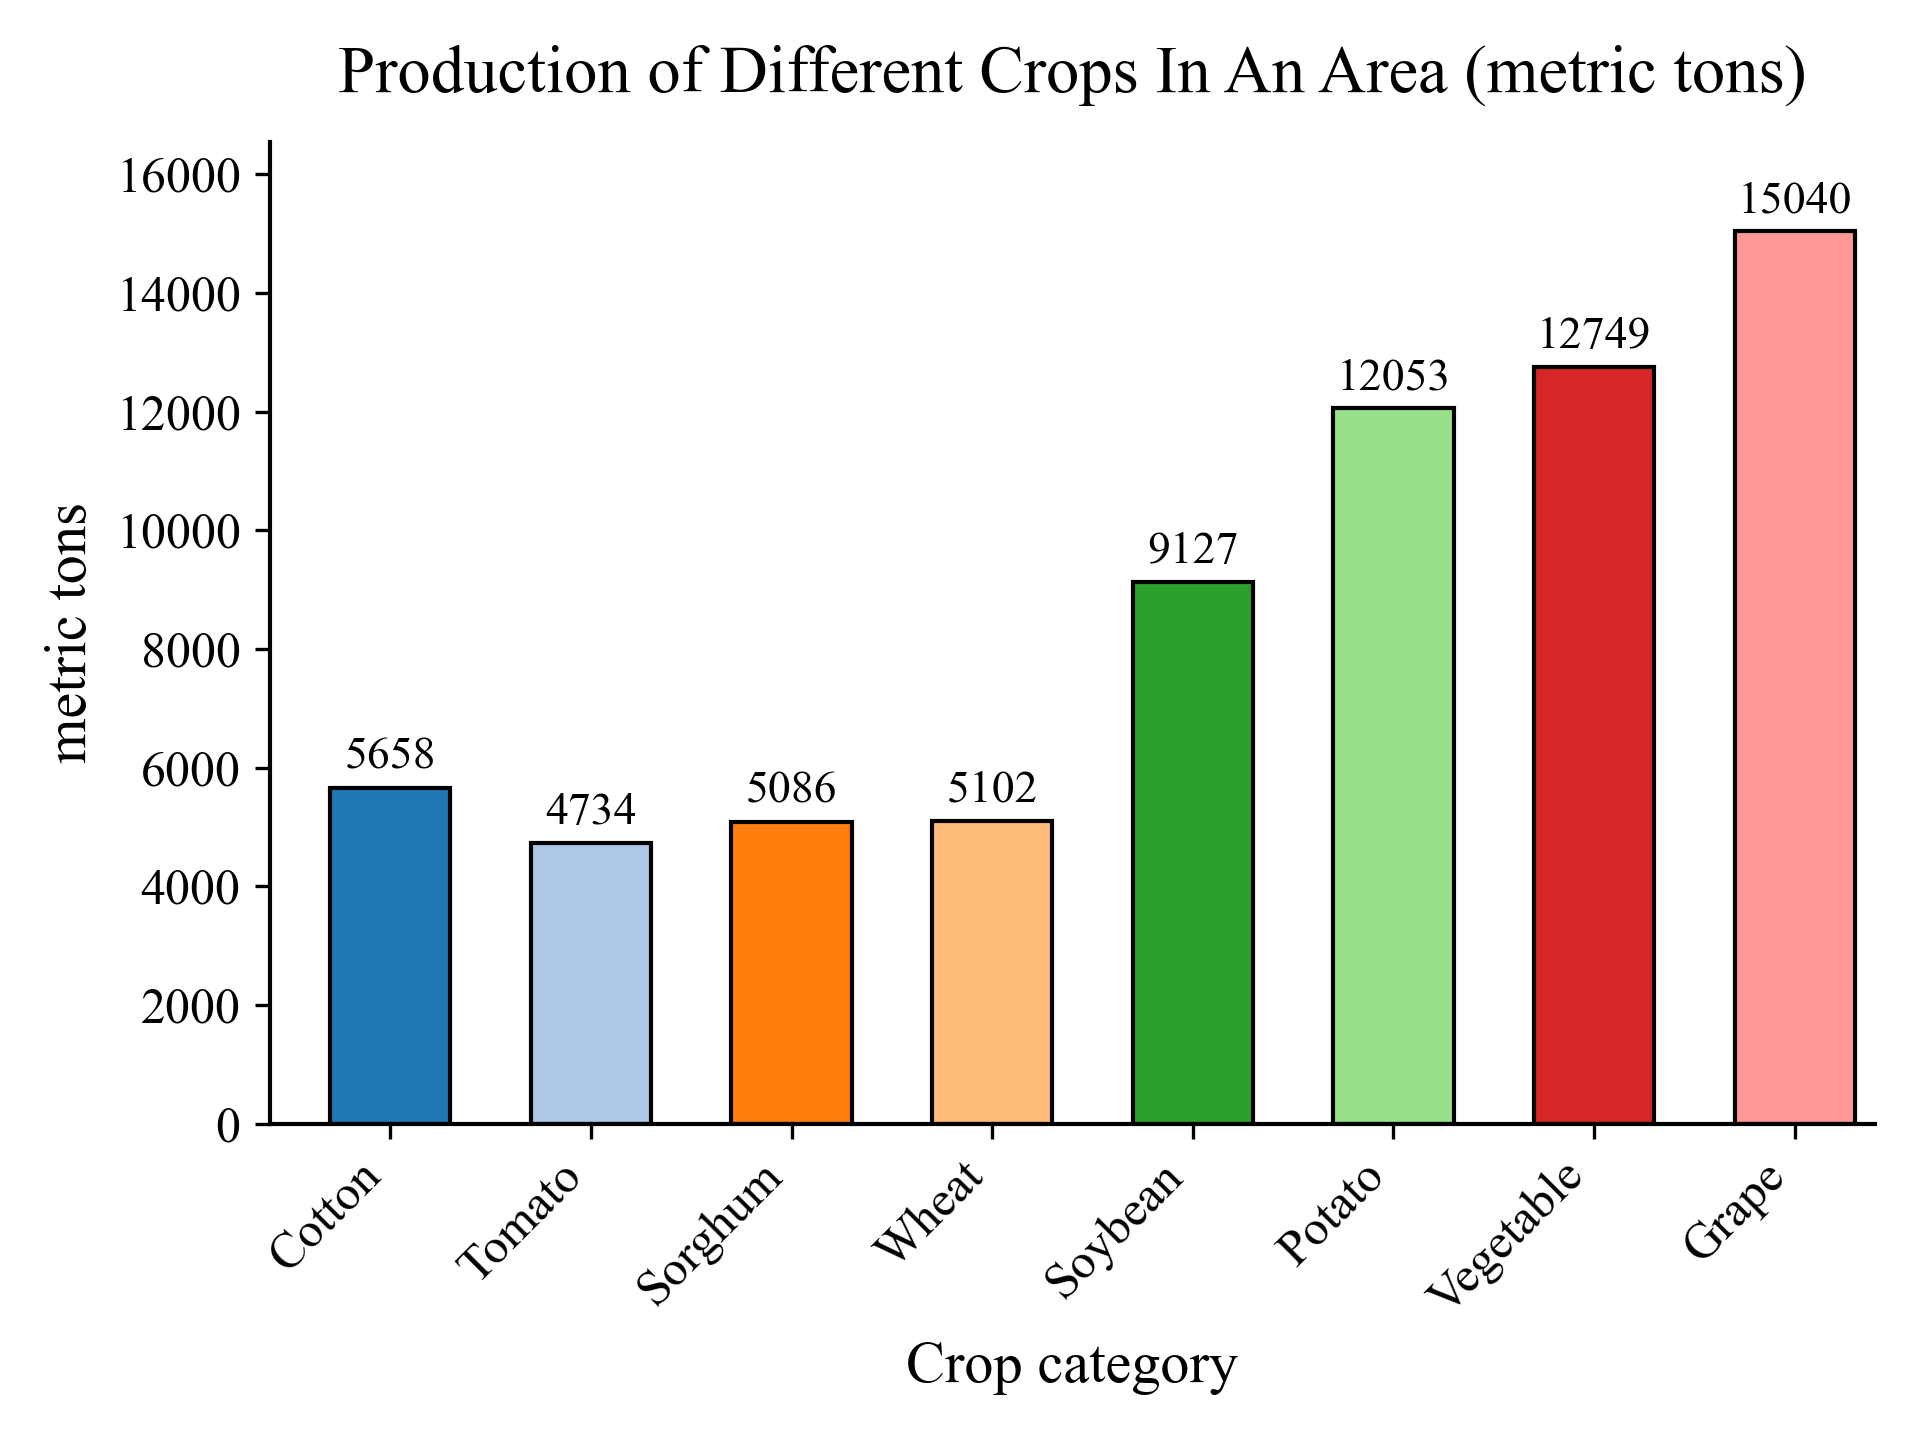 Production of Different Crops In An Area (metric tons)
metric tons
16000
14000
12000
10000
8000
6000
4000
2000
0
5658
4734
5086
5102
9127
12053
12749
15040
Cotton
Tomato
Sorghum
Wheat
Soybean
Potato
Vegetable
Grape
Crop category